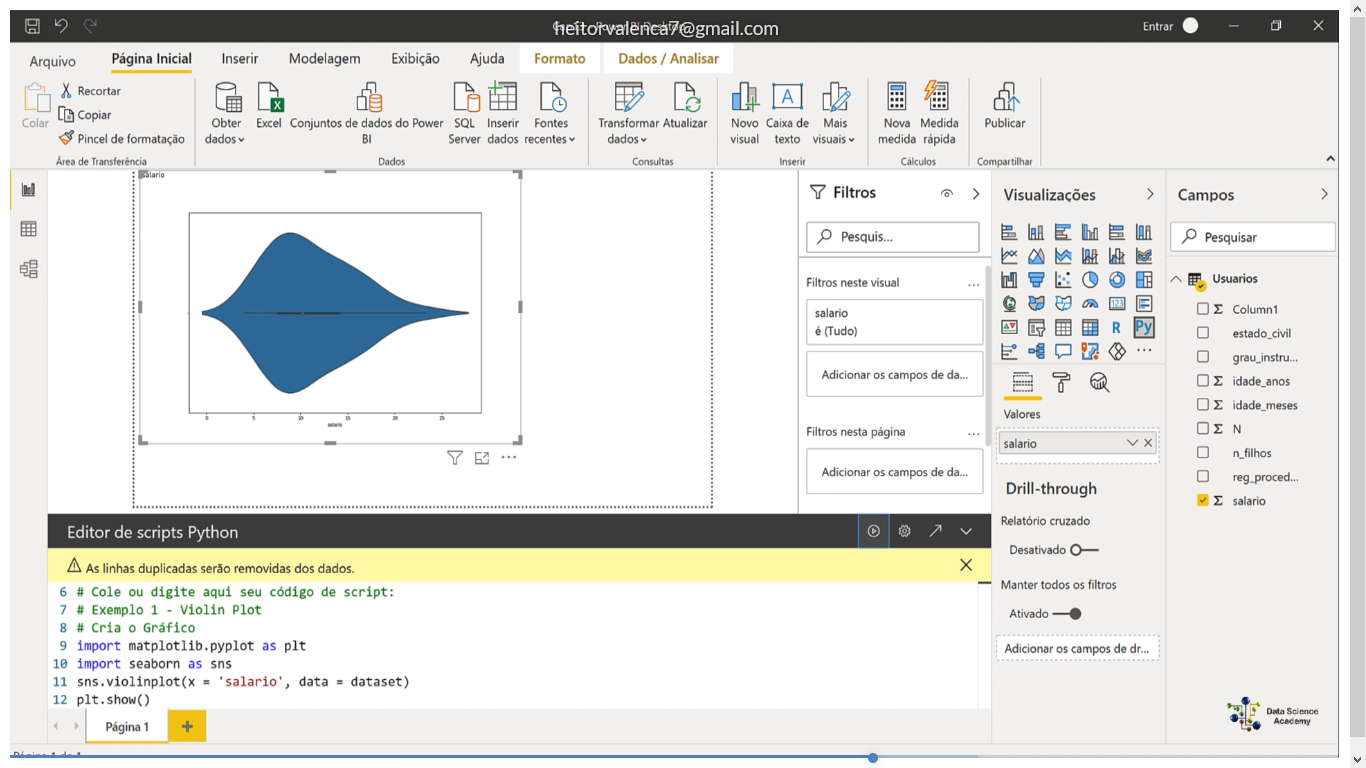 heitorvalenca7@gmail.com
Entrar
Arquivo
Página Inicial
Inserir
Modelagem
Exibição
Ajuda
Formato
Dados / Analisar
Colar
Recortar
Copiar
Pincel de formatação
Área de Transferência
Obter dados
Excel
Conjuntos de dados do Power BI
SQL Server
Inserir dados
Fontes recentes
Dados
Transformar dados
Atualizar
Consultas
Novo visual
Caixa de texto
Mais visuais
Inserir
Nova medida
Medida rápida
Cálculos
Publicar
Compartilhar
salario
0 5 10 15 20 25
salario
Filtros
Pesquis...
Filtros neste visual
salario
é (Tudo)
Adicionar os campos de da...
Filtros nesta página
Adicionar os campos de da...
Visualizações
Valores
salario
Drill-through
Relatório cruzado
Desativado
Manter todos os filtros
Ativado
Adicionar os campos de dr...
Campos
Pesquisar
Usuarios
Column1
estado_civil
grau_instru...
idade_anos
idade_meses
N
n_filhos
reg_proced...
salario
Editor de scripts Python
As linhas duplicadas serão removidas dos dados.
6 # Cole ou digite aqui seu código de script:
7 # Exemplo 1 - Violin Plot
8 # Cria o Gráfico
9 import matplotlib.pyplot as plt
10 import seaborn as sns
11 sns.violinplot(x = 'salario', data = dataset)
12 plt.show()
Página 1
Data Science
Academy